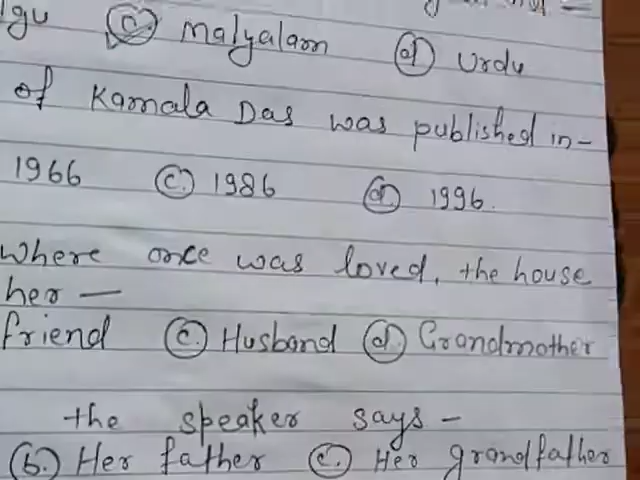 lgu (c.) Malyalam (d) Urdu
of Kamala Das was published in-
1966 (c.) 1986 (d.) 1996.
where once was loved, the house
her —
friend (c.) Husband (d.) Grandmother
the speaker says -
(b.) Her father (c.) Her grandfather